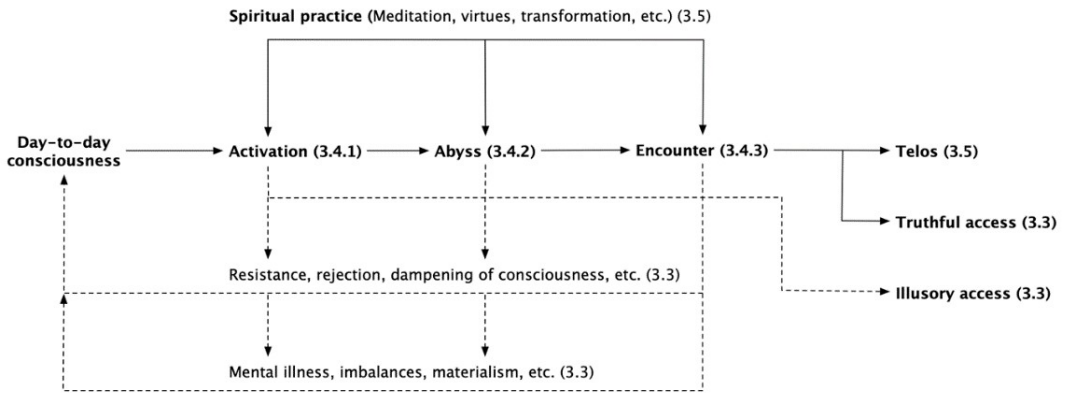 Spiritual practice (Meditation, virtues, transformation, etc.) (3.5)
Day-to-day
consciousness
Activation (3.4.1)
Abyss (3.4.2)
Encounter (3.4.3)
Telos (3.5)
Truthful access (3.3)
Resistance, rejection, dampening of consciousness, etc. (3.3)
Illusory access (3.3)
Mental illness, imbalances, materialism, etc. (3.3)